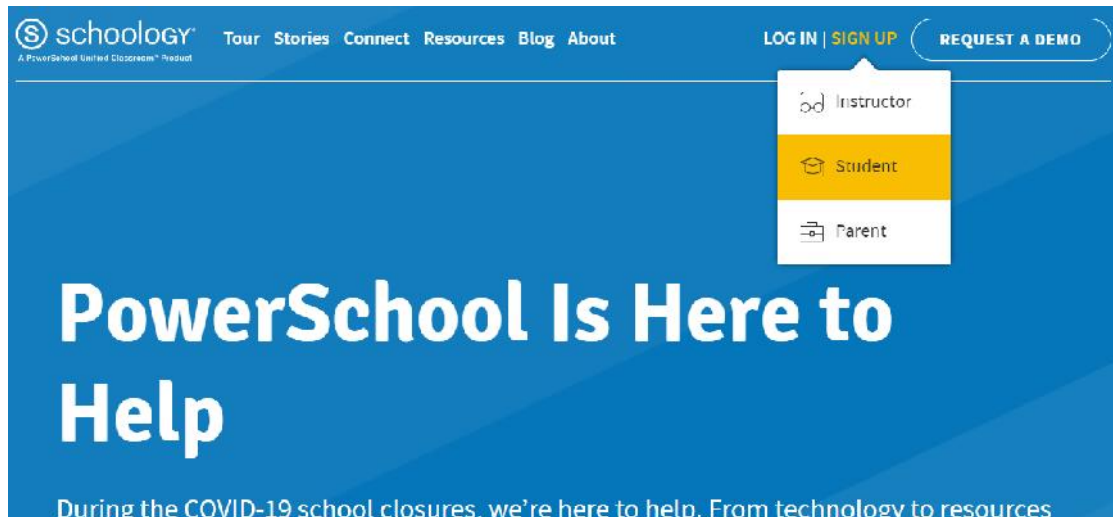 schoology
A PowerSchool Unified Classroom™ Product
Tour Stories Connect Resources Blog About
LOG IN | SIGN UP
REQUEST A DEMO
Instructor
Student
Parent
PowerSchool Is Here to
Help
During the COVID-19 school closures, we’re here to help. From technology to resources